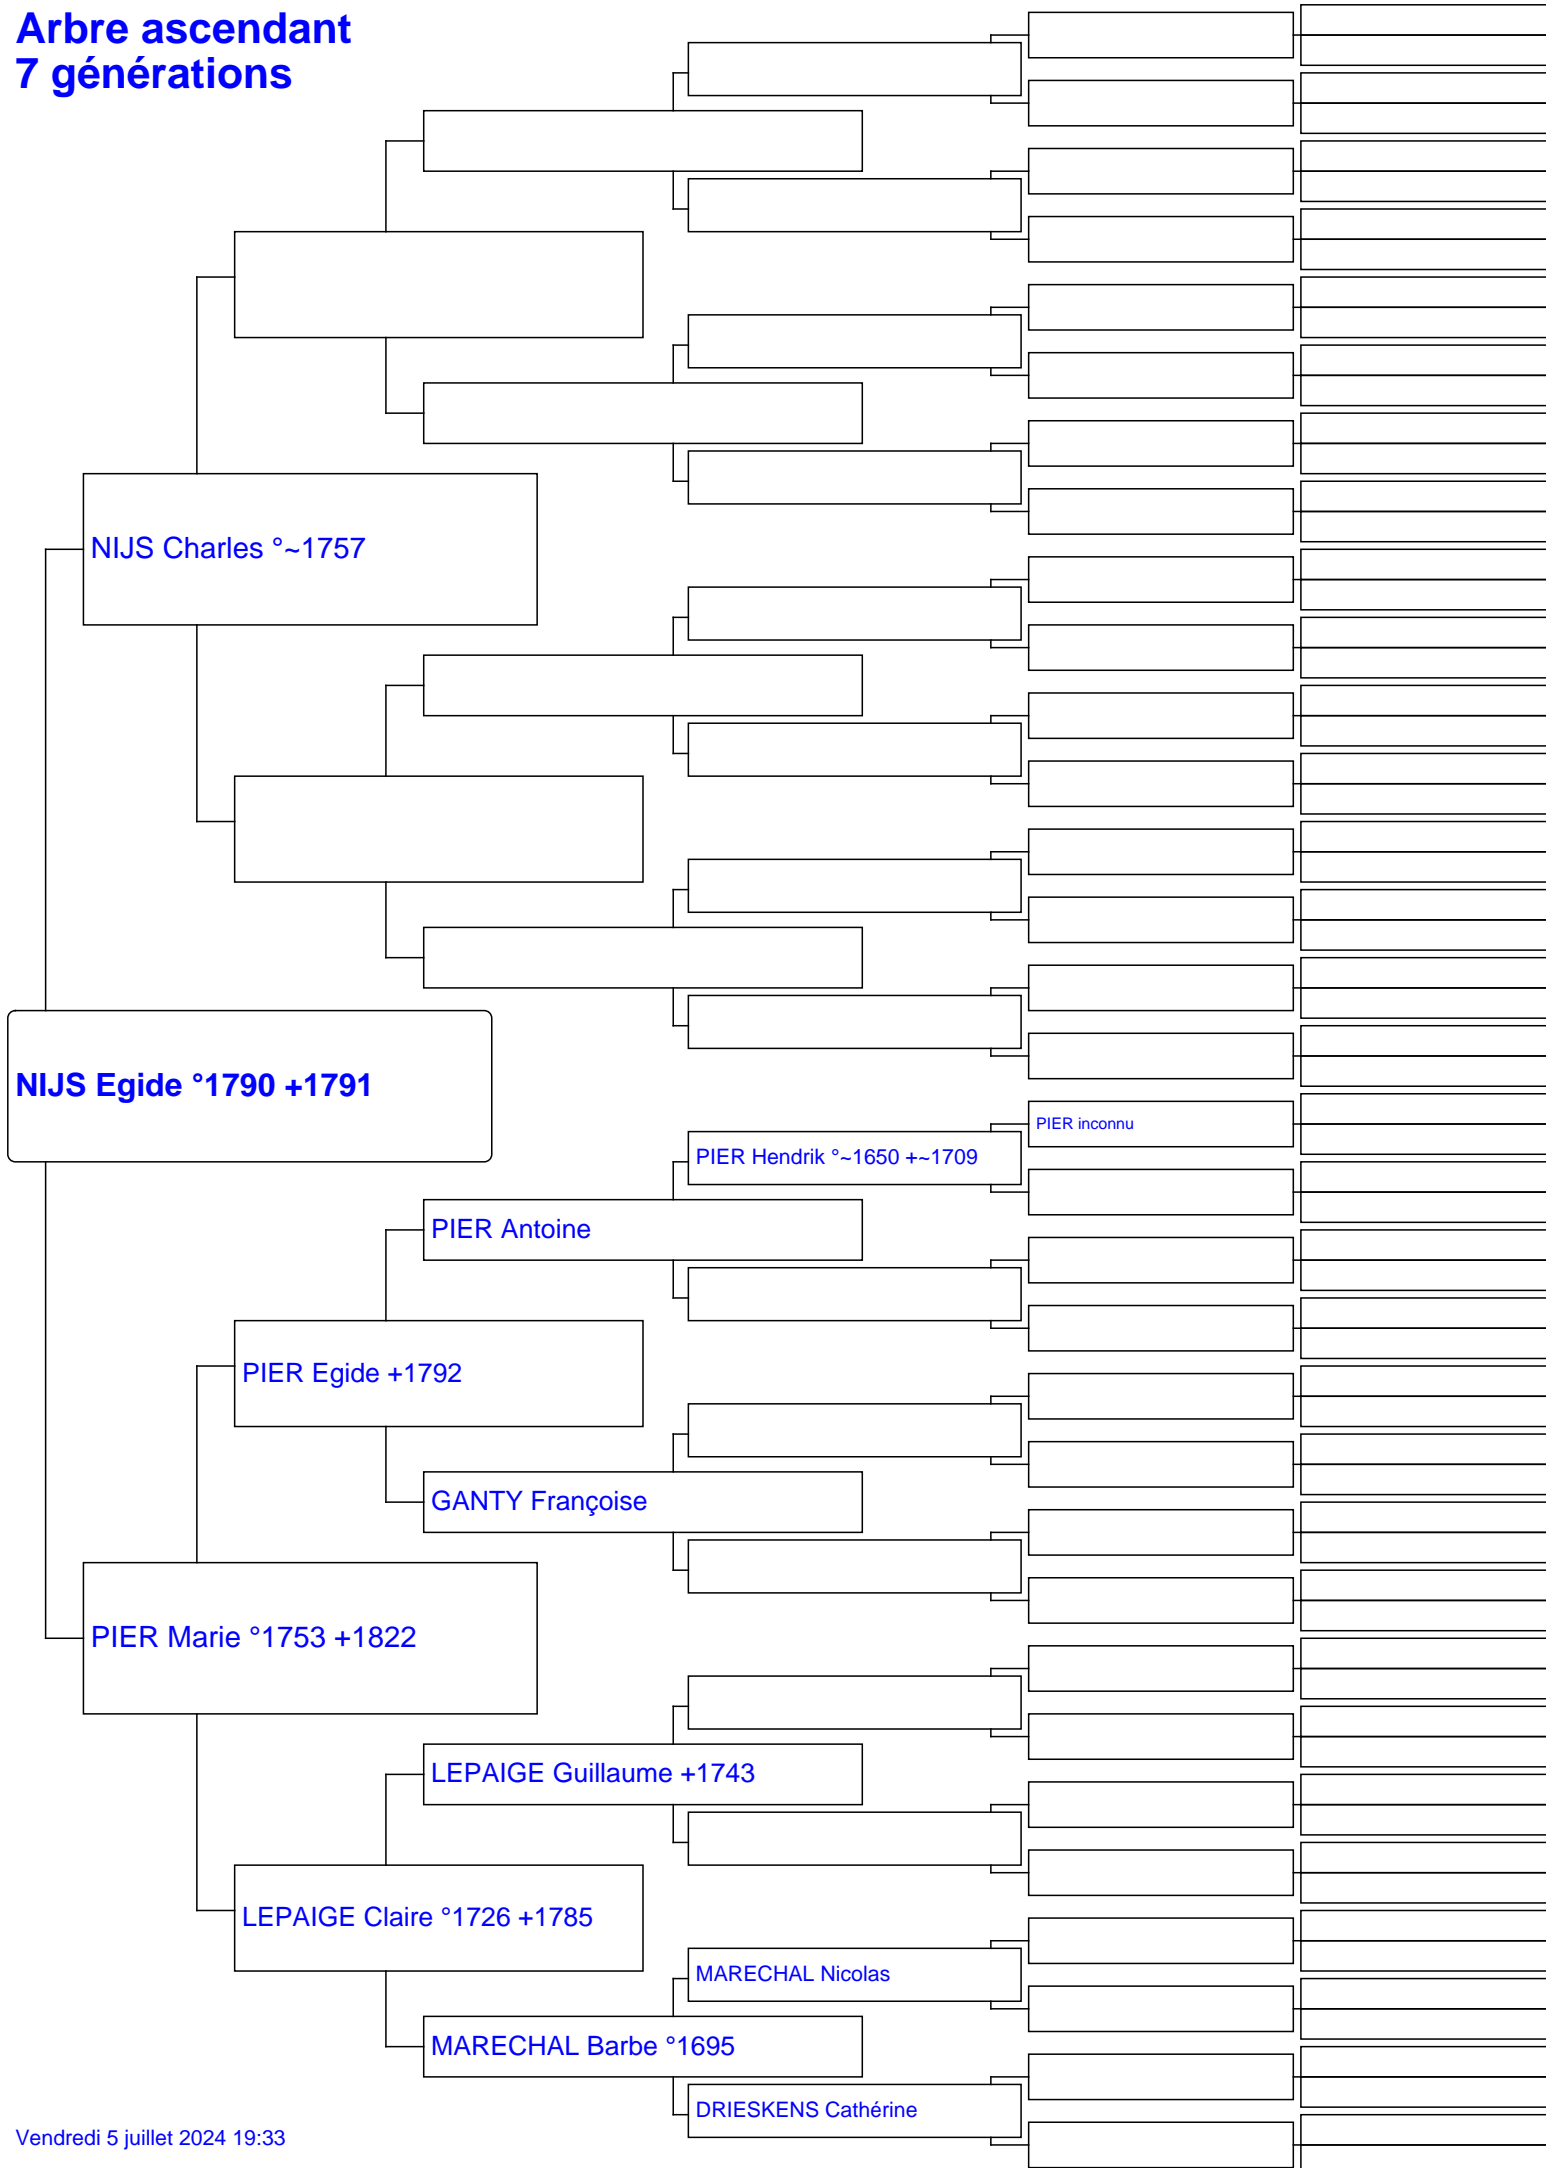 Arbre ascendant
7 générations
NIJS Charles °~1757
NIJS Egide °1790 +1791
PIER inconnu
PIER Hendrik °~1650 +~1709
PIER Antoine
PIER Egide +1792
GANTY Françoise
PIER Marie °1753 +1822
LEPAIGE Guillaume +1743
LEPAIGE Claire °1726 +1785
MARECHAL Nicolas
MARECHAL Barbe °1695
DRIESKENS Cathérine
Vendredi 5 juillet 2024 19:33